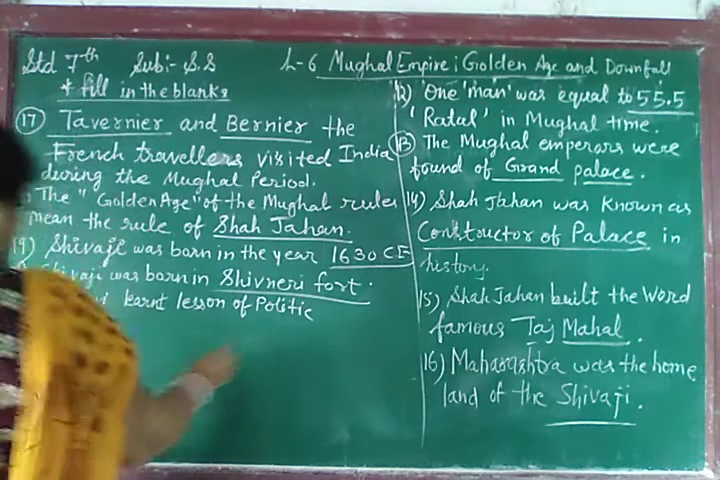 Std 7th Sub:- S.S L-6 Mughal Empire: Golden Age and Downfall
* fill in the blanks
17) Tavernier and Bernier the
French travellers visited India
during the Mughal Period.
The "Golden Age" of the Mughal rules
mean the rule of Shah Jahan.
19) Shivaji was born in the year 1630 CE
Shivaji was born in Shivneri fort.
learnt lesson of Politic
12) 'One 'man' was equal to 55.5
'Ratal' in Mughal time.
13) The Mughal emperors were
found of Grand palace.
14) Shah Jahan was known as
Constructor of Palace in
history.
15) Shah Jahan built the Word
famous Taj Mahal.
16) Maharashtra was the home
land of the Shivaji.